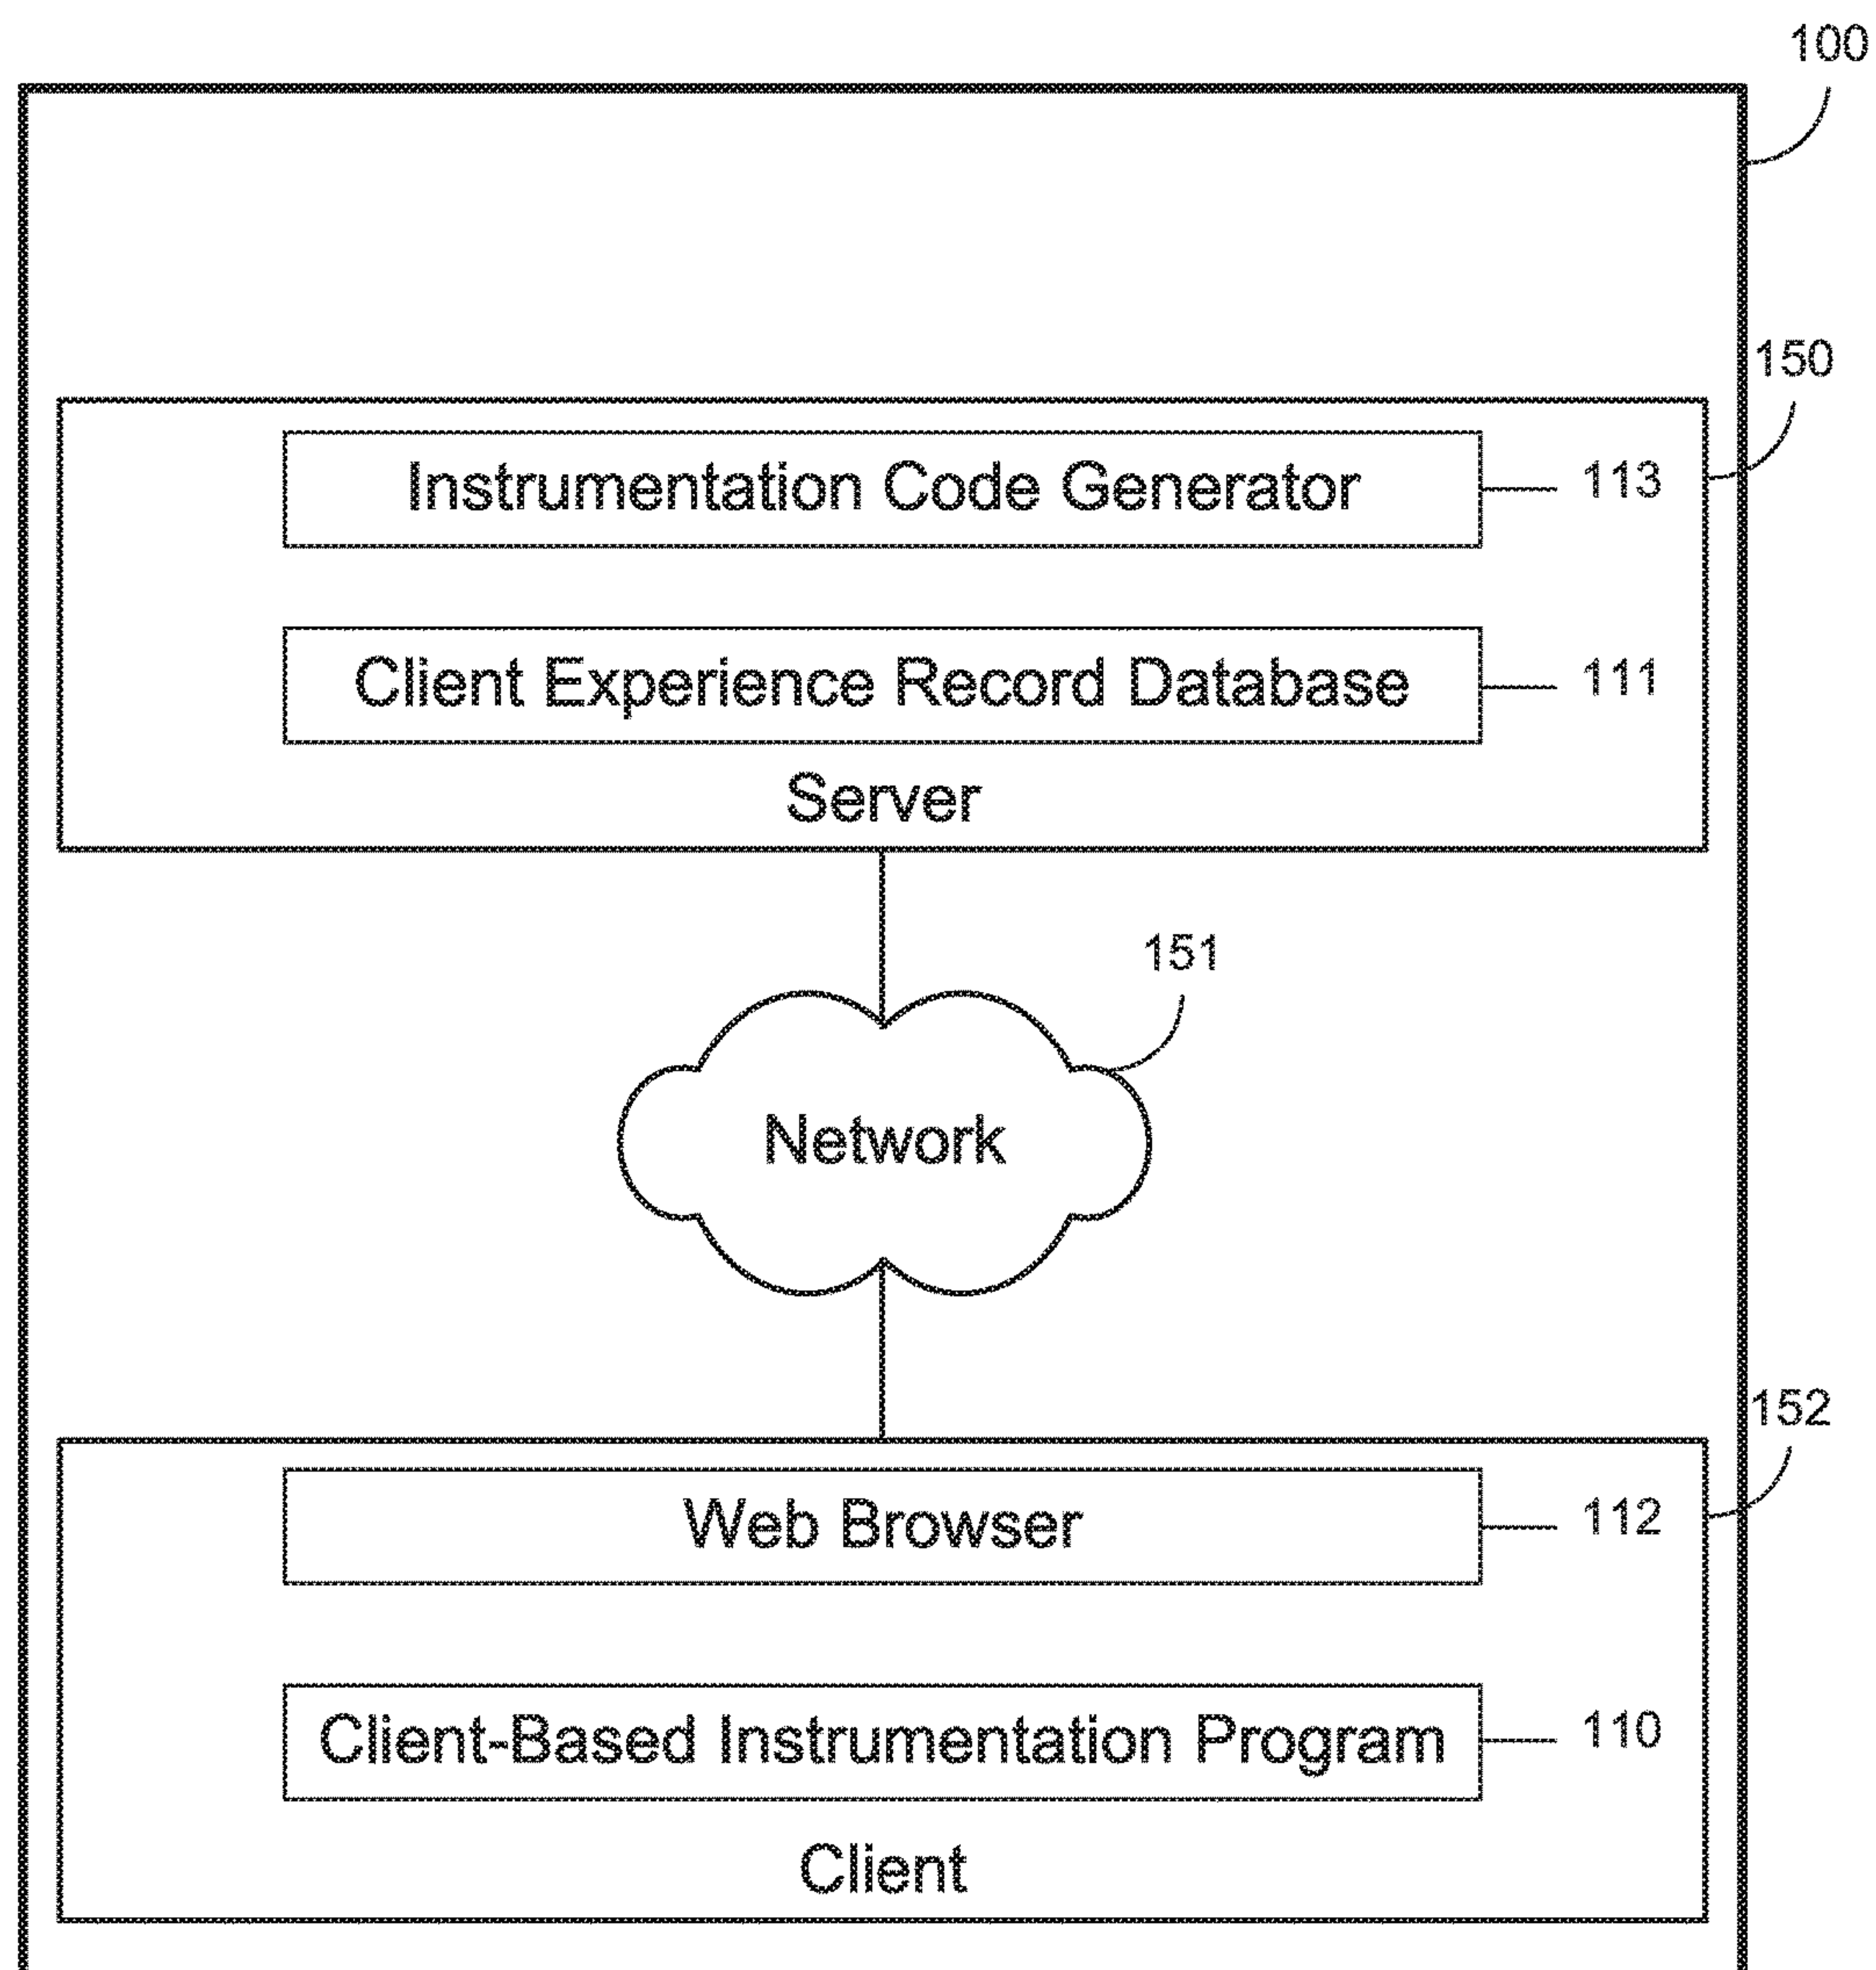 100
150
Instrumentation Code Generator 113
Client Experience Record Database 111
Server
151
Network
152
Web Browser 112
Client-Based Instrumentation Program 110
Client